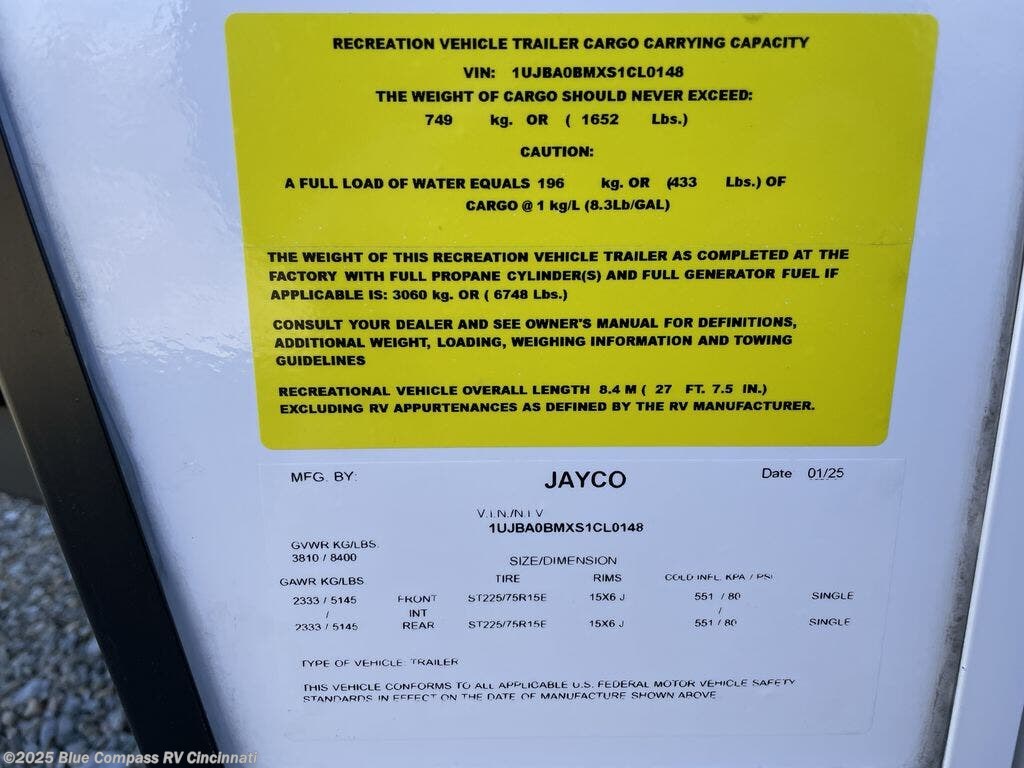 RECREATION VEHICLE TRAILER CARGO CARRYING CAPACITY
VIN: 1UJBA0BMXS1CL0148
THE WEIGHT OF CARGO SHOULD NEVER EXCEED:
749 kg. OR ( 1652 Lbs.)
CAUTION:
A FULL LOAD OF WATER EQUALS 196 kg. OR (433 Lbs.) OF
CARGO @ 1 kg/L (8.3Lb/GAL)
THE WEIGHT OF THIS RECREATION VEHICLE TRAILER AS COMPLETED AT THE
FACTORY WITH FULL PROPANE CYLINDER(S) AND FULL GENERATOR FUEL IF
APPLICABLE IS: 3060 kg. OR ( 6748 Lbs.)
CONSULT YOUR DEALER AND SEE OWNER'S MANUAL FOR DEFINITIONS,
ADDITIONAL WEIGHT, LOADING, WEIGHING INFORMATION AND TOWING
GUIDELINES
RECREATIONAL VEHICLE OVERALL LENGTH 8.4 M ( 27 FT. 7.5 IN.)
EXCLUDING RV APPURTENANCES AS DEFINED BY THE RV MANUFACTURER.
MFG. BY: JAYCO Date 01/25
V.I.N./N.I.V
1UJBA0BMXS1CL0148
GVWR KG/LBS.
3810 / 8400
SIZE/DIMENSION
GAWR KG/LBS TIRE RIMS COLD INFL. KPA / PSI
2333 / 5145 FRONT ST225/75R15E 15X6 J 551 / 80 SINGLE
/ INT /
2333 / 5145 REAR ST225/75R15E 15X6 J 551 / 80 SINGLE
TYPE OF VEHICLE: TRAILER
THIS VEHICLE CONFORMS TO ALL APPLICABLE U.S. FEDERAL MOTOR VEHICLE SAFETY
STANDARDS IN EFFECT ON THE DATE OF MANUFACTURE SHOWN ABOVE
©2025 Blue Compass RV Cincinnati